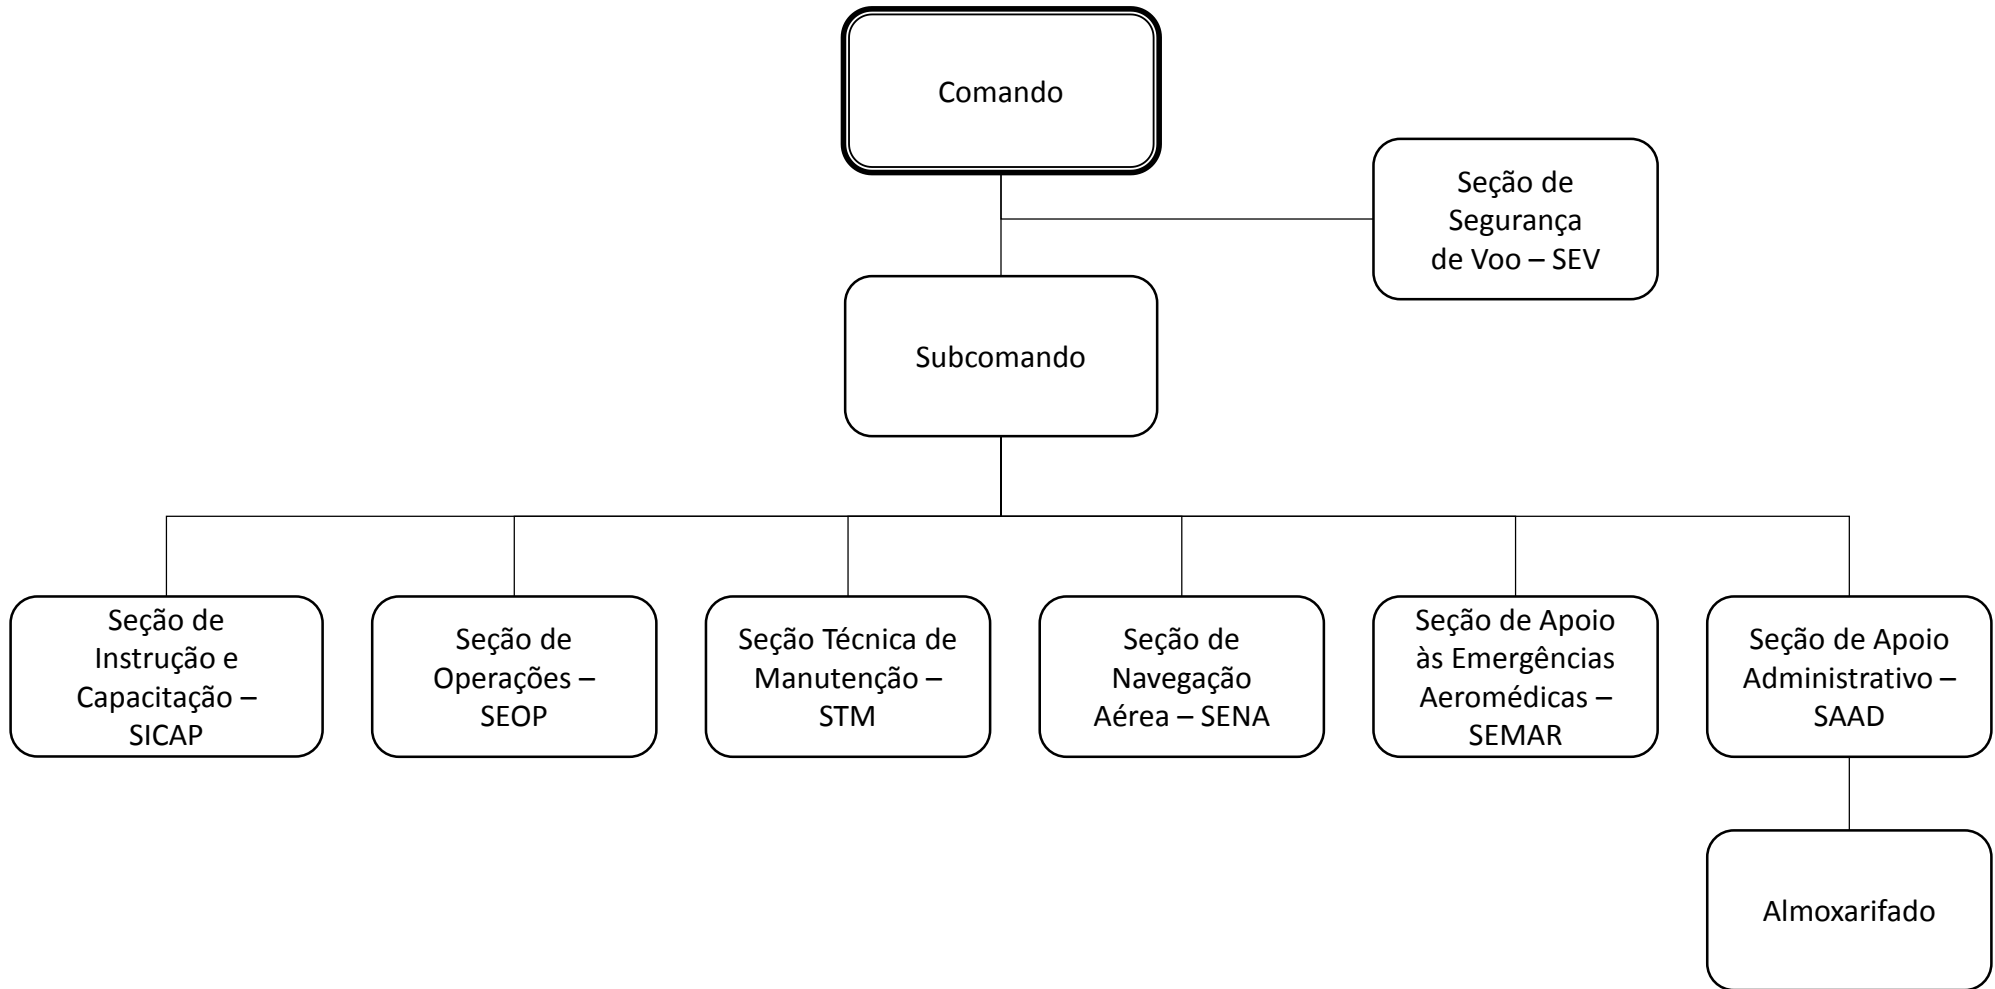 Comando
Seção de
Segurança
de Voo – SEV
Subcomando
Seção de
Instrução e
Capacitação –
SICAP
Seção de
Operações –
SEOP
Seção Técnica de
Manutenção –
STM
Seção de
Navegação
Aérea – SENA
Seção de Apoio
às Emergências
Aeromédicas –
SEMAR
Seção de Apoio
Administrativo –
SAAD
Almoxarifado